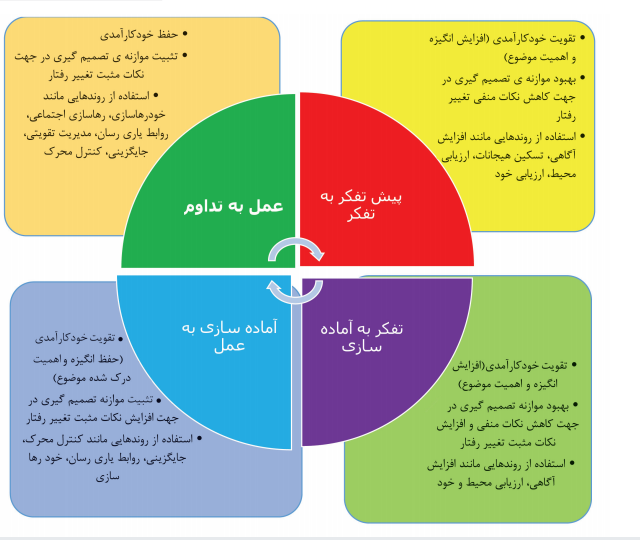 تقویت خودکارآمدی (افزایش انگیزه
و اهمیت موضوع)
بهبود موازنه ی تصمیم گیری در
جهت کاهش نکات منفی تغییر
رفتار
استفاده از روندهایی مانند افزایش
آگاهی، تسکین هیجانات، ارزیابی
محیط، ارزیابی خود
حفظ خودکارآمدی
تثبیت موازنه ی تصمیم گیری در جهت
نکات مثبت تغییر رفتار
استفاده از روندهایی مانند
خودرهاسازی، رهاسازی اجتماعی،
روابط یاری رسان، مدیریت تقویتی،
جایگزینی، کنترل محرک
پیش تفکر به
تفکر
عمل به تداوم
تفکر به آماده
سازی
آماده سازی به
عمل
تقویت خودکارآمدی(افزایش
انگیزه و اهمیت موضوع)
بهبود موازنه تصمیم گیری در
جهت کاهش نکات منفی و افزایش
نکات مثبت تغییر رفتار
استفاده از روندهایی مانند افزایش
آگاهی، ارزیابی محیط و خود
تقویت خودکارآمدی
(حفظ انگیزه و اهمیت
درک شده موضوع)
تثبیت موازنه تصمیم گیری در
جهت افزایش نکات مثبت تغییر رفتار
استفاده از روندهایی مانند کنترل محرک،
جایگزینی، روابط یاری رسان، خود رها
سازی